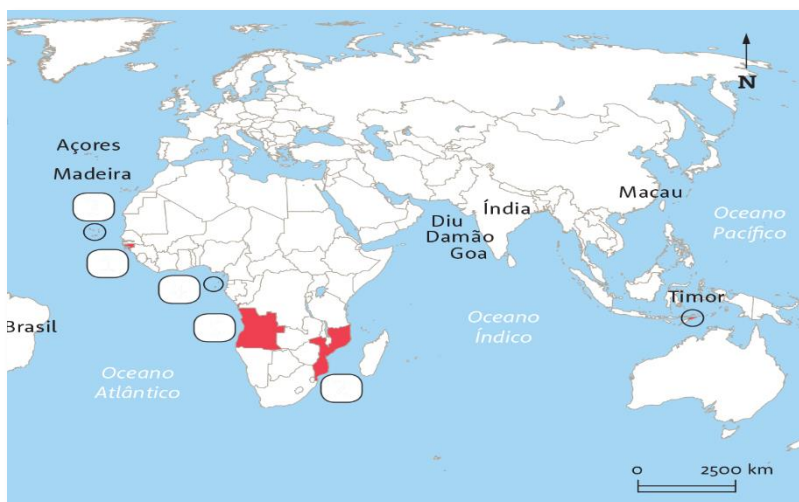 N
Açores
Madeira
Macau
Índia
Diu
Damão
Goa
Oceano
Pacífico
Timor
Oceano
Índico
Brasil
Oceano
Atlântico
0 2500 km